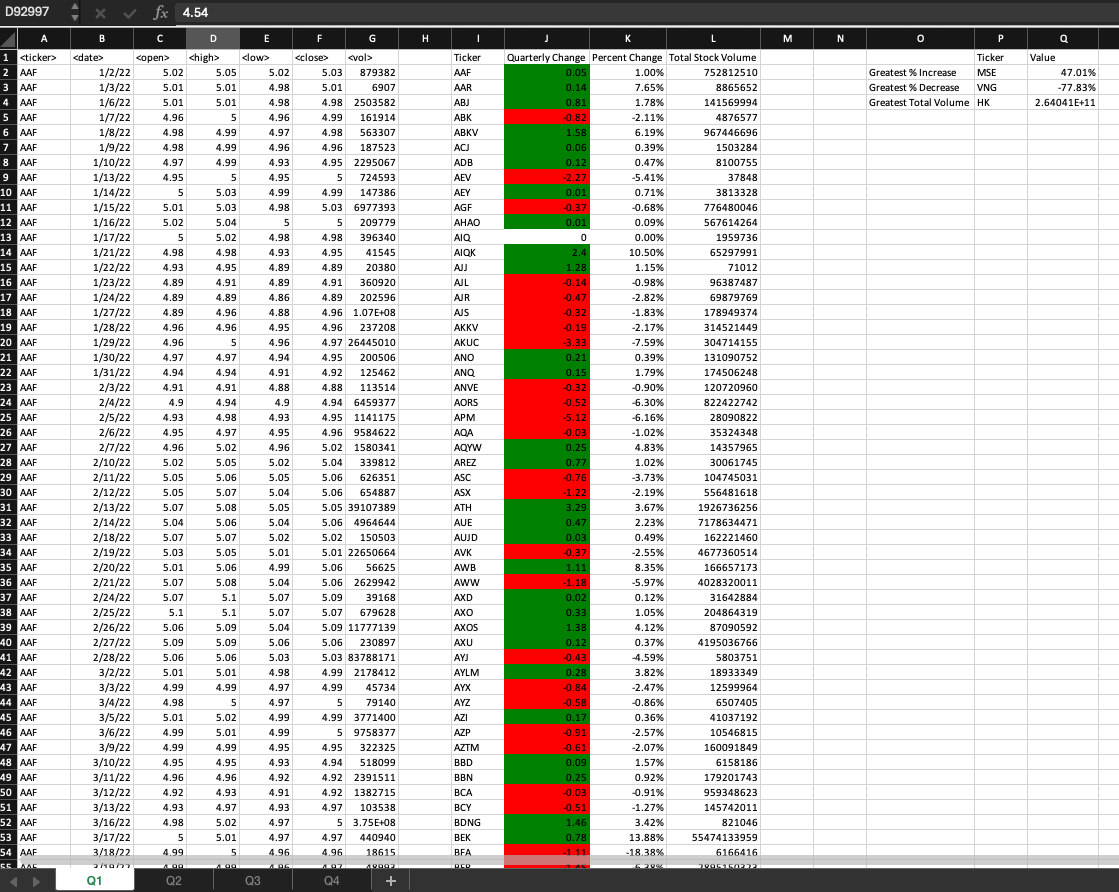 D92997 fx 4.54
A B C D E F G H I J K L M N O P Q
1 <ticker> <date> <open> <high> <low> <close> <vol> Ticker Quarterly Change Percent Change Total Stock Volume Ticker Value
2 AAF 1/2/22 5.02 5.05 5.02 5.03 879382 AAF 0.05 1.00% 752812510 Greatest % Increase MSE 47.01%
3 AAF 1/3/22 5.01 5.01 4.98 5.01 6907 AAR 0.14 7.65% 8865652 Greatest % Decrease VNG -77.83%
4 AAF 1/6/22 5.01 5.01 4.98 4.98 2503582 ABJ 0.81 1.78% 141569994 Greatest Total Volume HK 2.64041E+11
5 AAF 1/7/22 4.96 5 4.96 4.99 161914 ABK -0.82 -2.11% 4876577
6 AAF 1/8/22 4.98 4.99 4.97 4.98 563307 ABKV 1.58 6.19% 967446696
7 AAF 1/9/22 4.98 4.99 4.96 4.96 187523 ACJ 0.06 0.39% 1503284
8 AAF 1/10/22 4.97 4.99 4.93 4.95 2295067 ADB 0.12 0.47% 8100755
9 AAF 1/13/22 4.95 5 4.95 5 724593 AEV -2.27 -5.41% 37848
10 AAF 1/14/22 5 5.03 4.99 4.99 147386 AEY 0.01 0.71% 3813328
11 AAF 1/15/22 5.01 5.03 4.98 5.03 6977393 AGF -0.37 -0.68% 776480046
12 AAF 1/16/22 5.02 5.04 5 5 209779 AHAO 0.01 0.09% 567614264
13 AAF 1/17/22 5 5.02 4.98 4.98 396340 AIQ 0 0.00% 1959736
14 AAF 1/21/22 4.98 4.98 4.93 4.95 41545 AIQK 2.4 10.50% 65297991
15 AAF 1/22/22 4.93 4.95 4.89 4.89 20380 AJJ 1.28 1.15% 71012
16 AAF 1/23/22 4.89 4.91 4.89 4.91 360920 AJL -0.14 -0.98% 96387487
17 AAF 1/24/22 4.89 4.89 4.86 4.89 202596 AJR -0.47 -2.82% 69879769
18 AAF 1/27/22 4.89 4.96 4.88 4.96 1.07E+08 AJS -0.32 -1.83% 178949374
19 AAF 1/28/22 4.96 4.96 4.95 4.96 237208 AKKV -0.19 -2.17% 314521449
20 AAF 1/29/22 4.96 5 4.96 4.97 26445010 AKUC -3.33 -7.59% 304714155
21 AAF 1/30/22 4.97 4.97 4.94 4.95 200506 ANO 0.21 0.39% 131090752
22 AAF 1/31/22 4.94 4.94 4.91 4.92 125462 ANQ 0.15 1.79% 174506248
23 AAF 2/3/22 4.91 4.91 4.88 4.88 113514 ANVE -0.32 -0.90% 120720960
24 AAF 2/4/22 4.9 4.94 4.9 4.94 6459377 AORS -0.52 -6.30% 822422742
25 AAF 2/5/22 4.93 4.98 4.93 4.95 1141175 APM -5.12 -6.16% 28090822
26 AAF 2/6/22 4.95 4.97 4.95 4.96 9584622 AQA -0.03 -1.02% 35324348
27 AAF 2/7/22 4.96 5.02 4.96 5.02 1580341 AQYW 0.25 4.83% 14357965
28 AAF 2/10/22 5.02 5.05 5.02 5.04 339812 AREZ 0.77 1.02% 30061745
29 AAF 2/11/22 5.05 5.06 5.05 5.06 626351 ASC -0.76 -3.73% 104745031
30 AAF 2/12/22 5.05 5.07 5.04 5.06 654887 ASX -1.22 -2.19% 556481618
31 AAF 2/13/22 5.07 5.08 5.05 5.05 39107389 ATH 3.29 3.67% 1926736256
32 AAF 2/14/22 5.04 5.06 5.04 5.06 4964644 AUE 0.47 2.23% 7178634471
33 AAF 2/18/22 5.07 5.07 5.02 5.02 150503 AUJD 0.03 0.49% 162221460
34 AAF 2/19/22 5.03 5.05 5.01 5.01 22650664 AVK -0.37 -2.55% 4677360514
35 AAF 2/20/22 5.01 5.06 4.99 5.06 56625 AWB 1.11 8.35% 166657173
36 AAF 2/21/22 5.07 5.08 5.04 5.06 2629942 AWW -1.18 -5.97% 4028320011
37 AAF 2/24/22 5.07 5.1 5.07 5.09 39168 AXD 0.02 0.12% 31642884
38 AAF 2/25/22 5.1 5.1 5.07 5.07 679628 AXO 0.33 1.05% 204864319
39 AAF 2/26/22 5.06 5.09 5.04 5.09 11777139 AXOS 1.38 4.12% 87090592
40 AAF 2/27/22 5.09 5.09 5.06 5.06 230897 AXU 0.12 0.37% 4195036766
41 AAF 2/28/22 5.06 5.06 5.03 5.03 83788171 AYJ -0.43 -4.59% 5803751
42 AAF 3/2/22 5.01 5.01 4.98 4.99 2178412 AYLM 0.28 3.82% 18933349
43 AAF 3/3/22 4.99 4.99 4.97 4.99 45734 AYX -0.84 -2.47% 12599964
44 AAF 3/4/22 4.98 5 4.97 5 79140 AYZ -0.58 -0.86% 6507405
45 AAF 3/5/22 5.01 5.02 4.99 4.99 3771400 AZI 0.17 0.36% 41037192
46 AAF 3/6/22 4.99 5.01 4.99 5 9758377 AZP -0.91 -2.57% 10546815
47 AAF 3/9/22 4.99 4.99 4.95 4.95 322325 AZTM -0.61 -2.07% 160091849
48 AAF 3/10/22 4.95 4.95 4.93 4.94 518099 BBD 0.09 1.57% 6158186
49 AAF 3/11/22 4.96 4.96 4.92 4.92 2391511 BBN 0.25 0.92% 179201743
50 AAF 3/12/22 4.92 4.93 4.91 4.92 1382715 BCA -0.03 -0.91% 959348623
51 AAF 3/13/22 4.93 4.97 4.93 4.97 103538 BCY -0.51 -1.27% 145742011
52 AAF 3/16/22 4.98 5.02 4.97 5 3.75E+08 BDNG 1.46 3.42% 821046
53 AAF 3/17/22 5 5.01 4.97 4.97 440940 BEK 0.78 13.88% 55474133959
54 AAF 3/18/22 4.99 5 4.96 4.96 18615 BFA -1.11 -18.38% 6166416
55 AAF
Q1 Q2 Q3 Q4 +